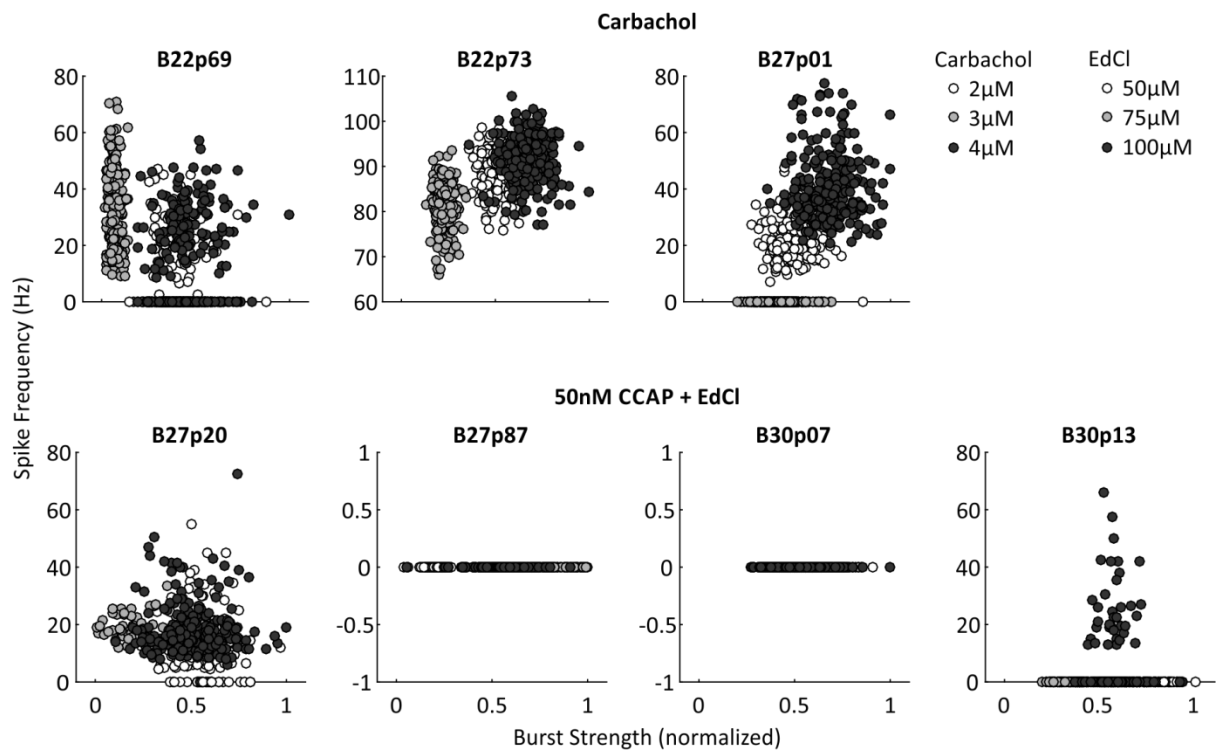 Carbachol
B22p69 B22p73 B27p01
Carbachol EdCl
2µM 50µM
3µM 75µM
4µM 100µM
80 60 40 20 0
110 100 90 80 70 60
80 60 40 20 0
Spike Frequency (Hz)
50nM CCAP + EdCl
B27p20 B27p87 B30p07 B30p13
80 60 40 20 0
1 0.5 0 -0.5 -1
1 0.5 0 -0.5 -1
80 60 40 20 0
0 0.5 1 0 0.5 1 0 0.5 1 0 0.5 1
Burst Strength (normalized)